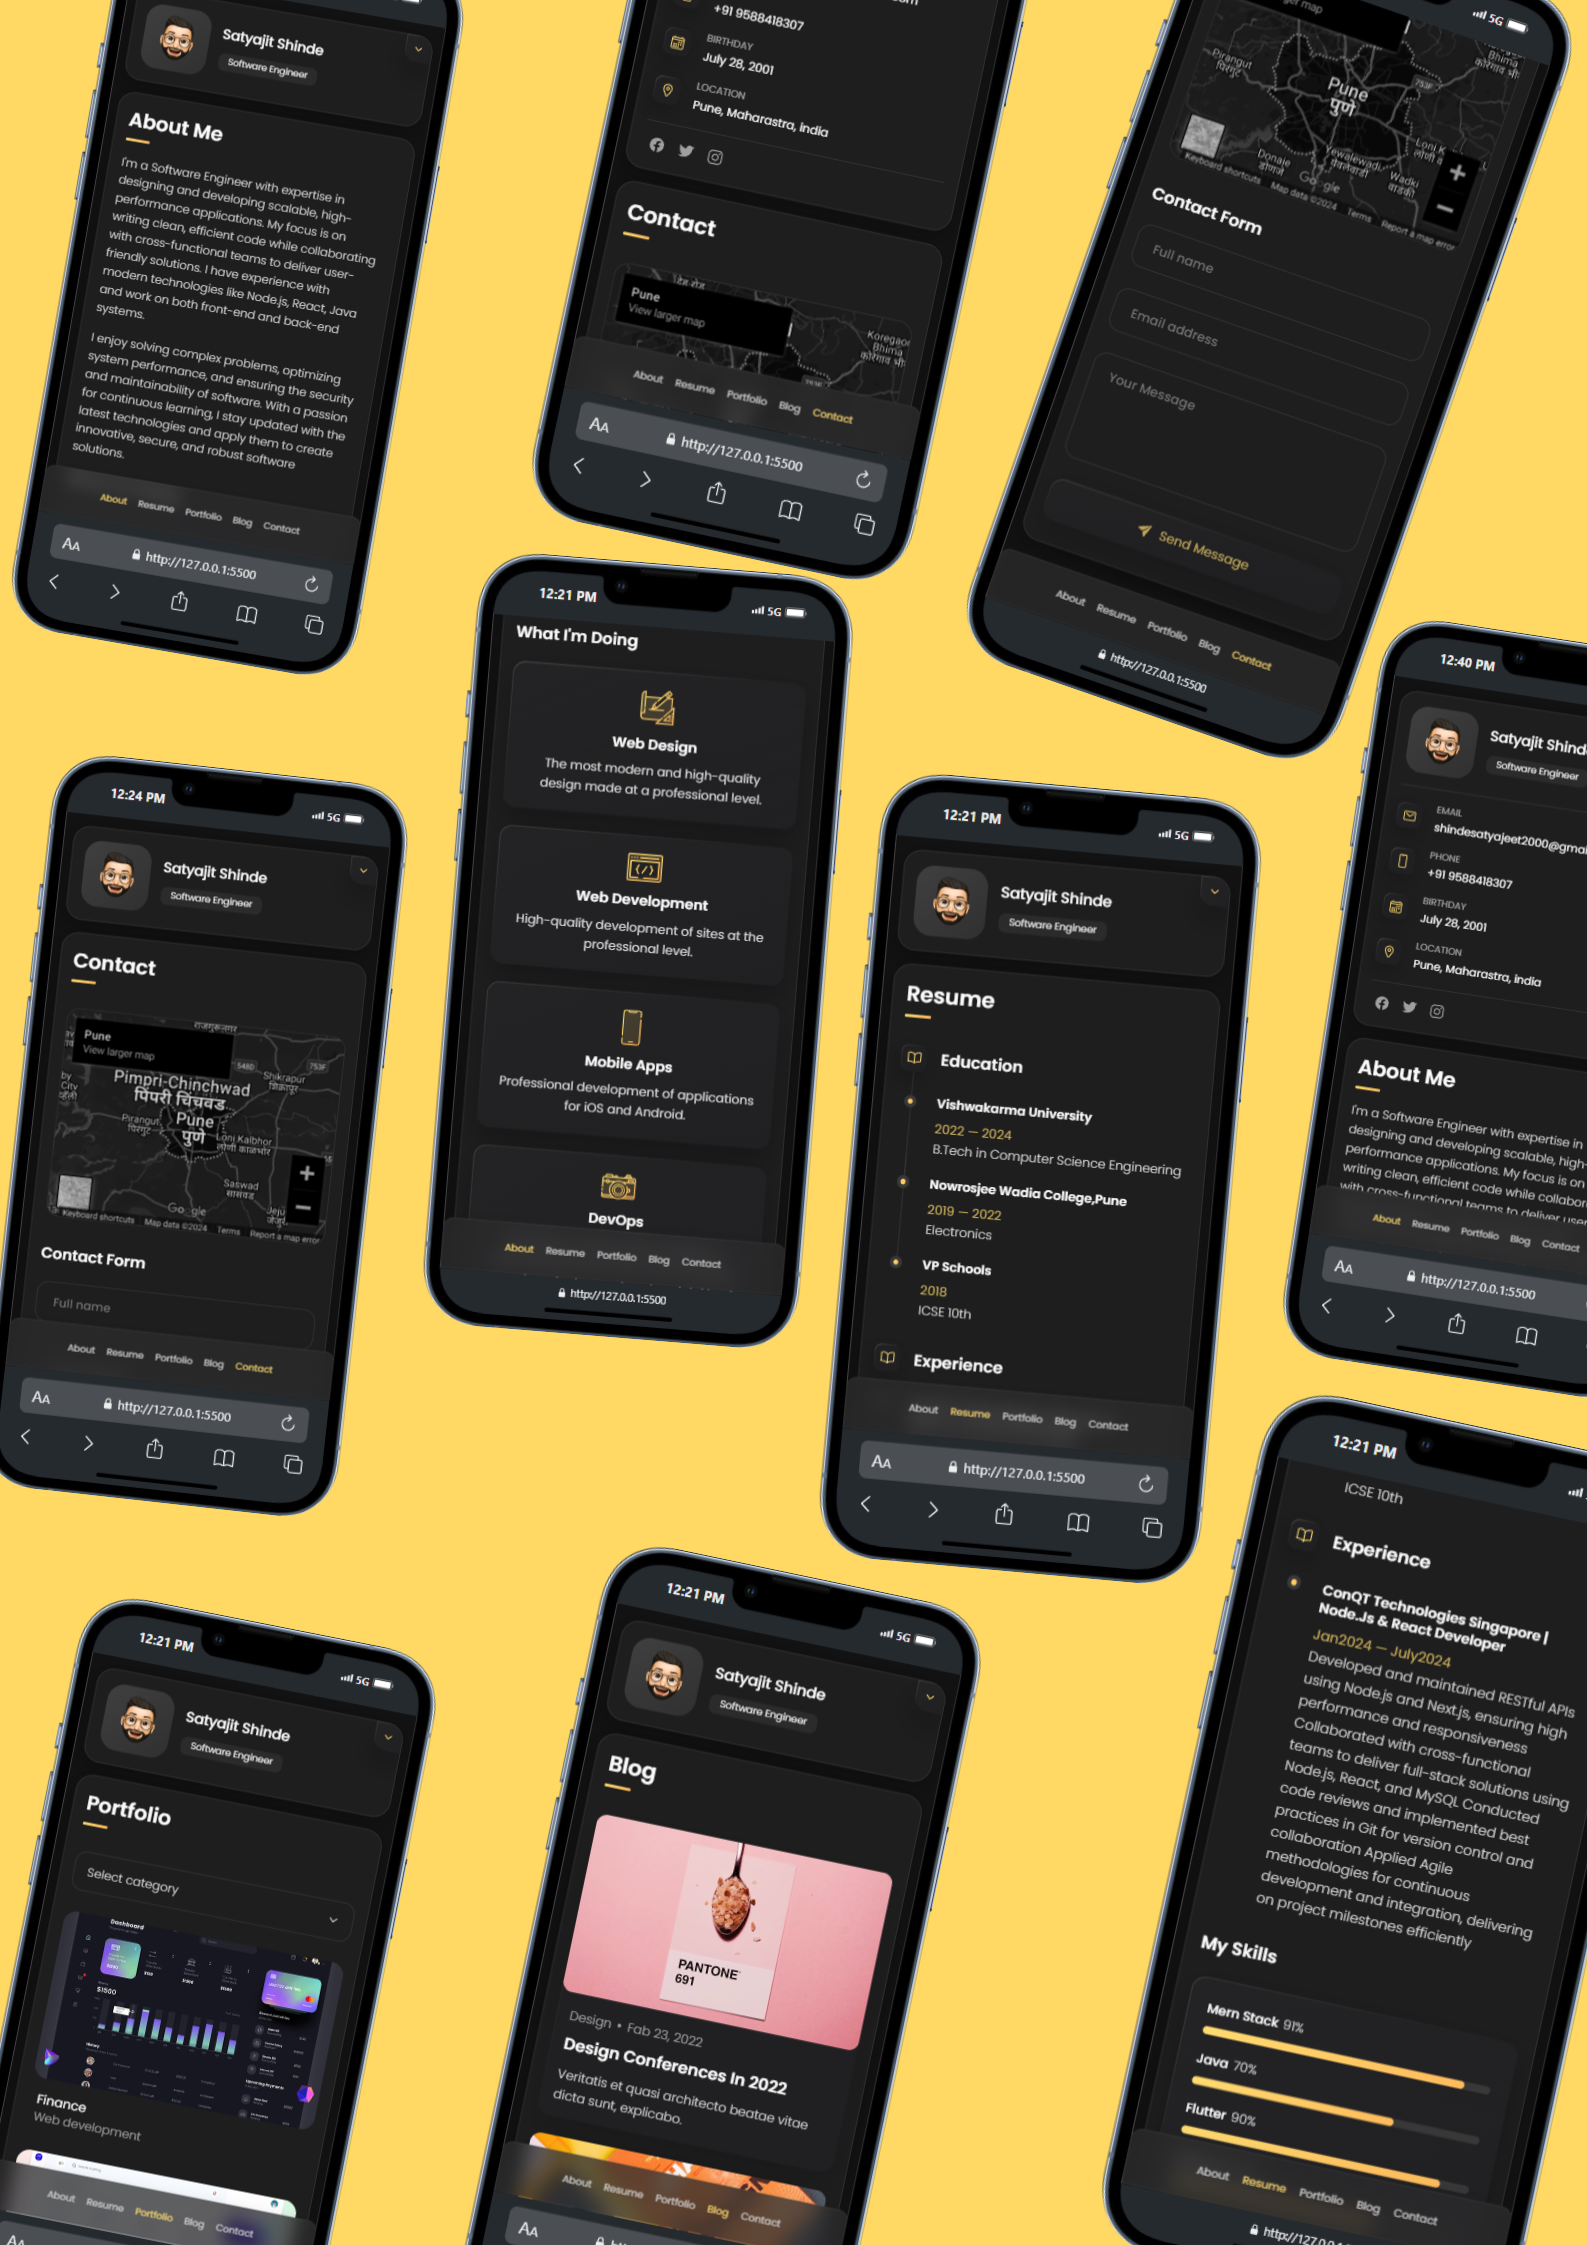 Satyajit Shinde
Software Engineer
About Me
I'm a Software Engineer with expertise in
designing and developing scalable, high-
performance applications. My focus is on
writing clean, efficient code while collaborating
with cross-functional teams to deliver user-
friendly solutions. I have experience with
modern technologies like Node.js, React, Java
and work on both front-end and back-end
systems.
I enjoy solving complex problems, optimizing
system performance, and ensuring the security
and maintainability of software. With a passion
for continuous learning, I stay updated with the
latest technologies and apply them to create
innovative, secure, and robust software
solutions.
About Resume Portfolio Blog Contact
AA http://127.0.0.1:5500
+91 9588418307
BIRTHDAY
July 28, 2001
LOCATION
Pune, Maharastra, india
Contact
Pune
View larger map
Koregaon
Bhima
About Resume Portfolio Blog Contact
AA http://127.0.0.1:5500
5G
Bhima
Pirangut
पिरंगुट
753F
Pune
पुणे
Donaje
डोणजे
Yewalewadi
येवलेवाडी
Wadki
वाडकी
Google
Keyboard shortcuts Map data ©2024 Terms Report a map error
Contact Form
Full name
Email address
Your Message
Send Message
About Resume Portfolio Blog Contact
http://127.0.0.1:5500
12:21 PM 5G
What I'm Doing
Web Design
The most modern and high-quality
design made at a professional level.
Web Development
High-quality development of sites at the
professional level.
Mobile Apps
Professional development of applications
for iOS and Android.
DevOps
About Resume Portfolio Blog Contact
http://127.0.0.1:5500
12:40 PM
Satyajit Shind
Software Engineer
EMAIL
shindesatyajeet2000@gmai
PHONE
+91 9588418307
BIRTHDAY
July 28, 2001
LOCATION
Pune, Maharastra, india
About Me
I'm a Software Engineer with expertise in
designing and developing scalable, high-
performance applications. My focus is on
writing clean, efficient code while collabora
with cross-functional teams to deliver user
About Resume Portfolio Blog Contact
AA http://127.0.0.1:5500
12:24 PM 5G
Satyajit Shinde
Software Engineer
Contact
राजगुरूनगर
Pune
View larger map
548D 753F
Shikrapur
शिक्रापूर
Pimpri-Chinchwad
पिंपरी चिंचवड
by
City
Pirangut
पिरंगुट
Pune
पुणे
Loni Kalbhor
लोणी काळभोर
Saswad
सासवड
Google
Keyboard shortcuts Map data ©2024 Terms Report a map error
Contact Form
Full name
About Resume Portfolio Blog Contact
AA http://127.0.0.1:5500
12:21 PM 5G
Satyajit Shinde
Software Engineer
Resume
Education
Vishwakarma University
2022 — 2024
B.Tech in Computer Science Engineering
Nowrosjee Wadia College,Pune
2019 — 2022
Electronics
VP Schools
2018
ICSE 10th
Experience
About Resume Portfolio Blog Contact
AA http://127.0.0.1:5500
12:21 PM
ICSE 10th
Experience
ConQT Technologies Singapore |
Node.Js & React Developer
Jan2024 — July2024
Developed and maintained RESTful APIs
using Node.js and Next.js, ensuring high
performance and responsiveness
Collaborated with cross-functional
teams to deliver full-stack solutions using
Node.js, React, and MySQL Conducted
code reviews and implemented best
practices in Git for version control and
collaboration Applied Agile
methodologies for continuous
development and integration, delivering
on project milestones efficiently
My Skills
Mern Stack 91%
Java 70%
Flutter 90%
About Resume Portfolio Blog Contact
12:21 PM 5G
Satyajit Shinde
Software Engineer
Portfolio
Select category
Dashboard
$1500
Finance
Web development
About Resume Portfolio Blog Contact
AA
12:21 PM 5G
Satyajit Shinde
Software Engineer
Blog
PANTONE
691
Design • Fab 23, 2022
Design Conferences In 2022
Veritatis et quasi architecto beatae vitae
dicta sunt, explicabo.
About Resume Portfolio Blog Contact
AA